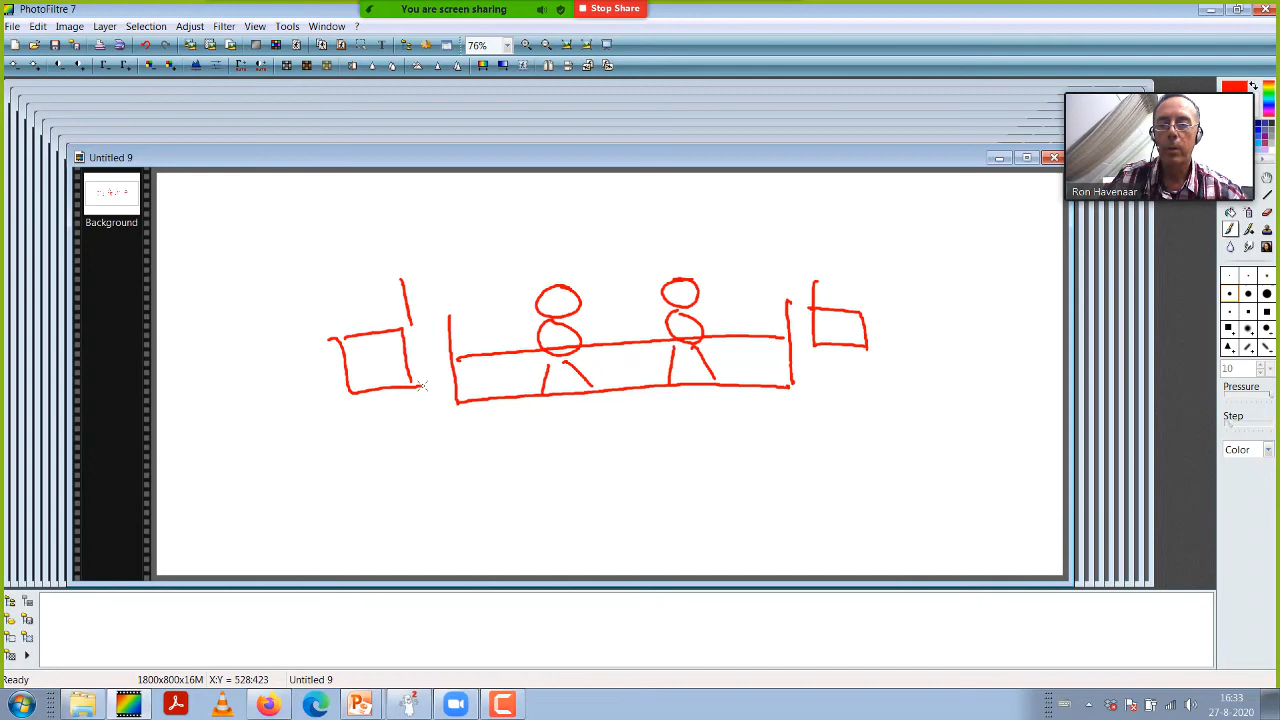 PhotoFiltre 7
You are screen sharing
Stop Share
File Edit Image Layer Selection Adjust Filter View Tools Window ?
76%
Untitled 9
Background
Ron Havenaar
10
Pressure
Step
Color
Ready 1800x800x16M X:Y = 528:423 Untitled 9
16:33
27-8-2020